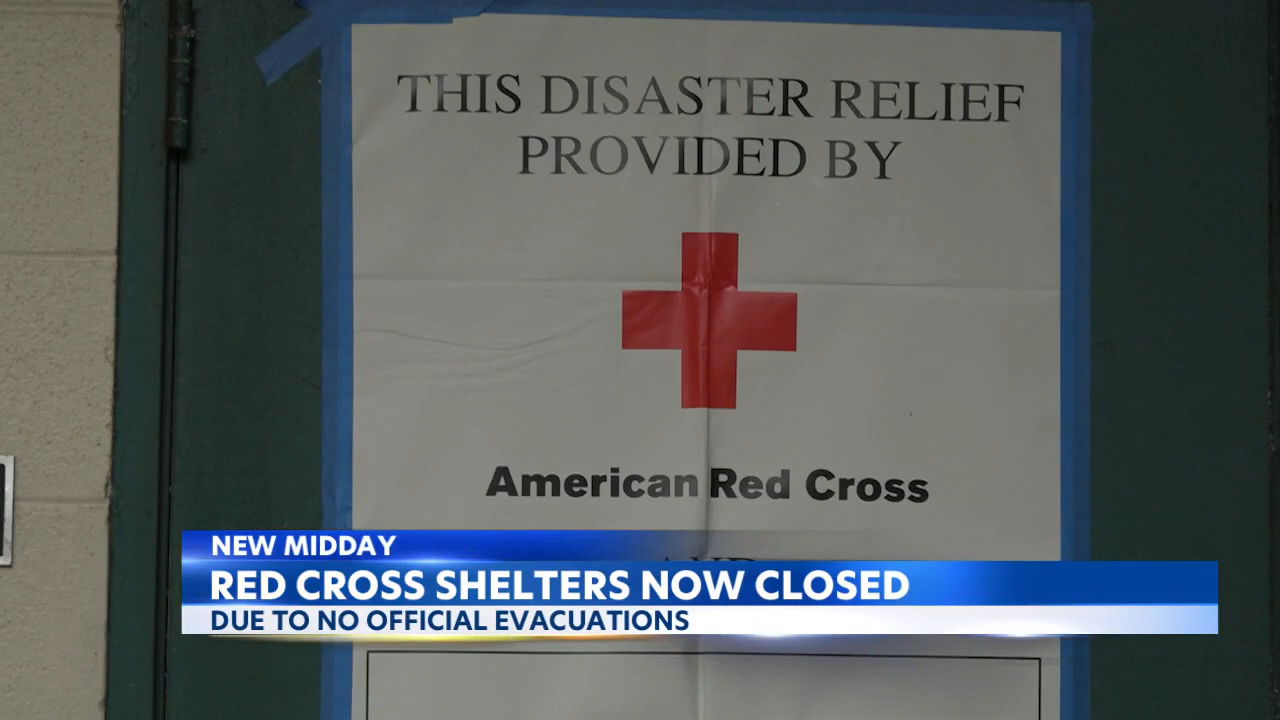 THIS DISASTER RELIEF
PROVIDED BY
American Red Cross
NEW MIDDAY
RED CROSS SHELTERS NOW CLOSED
DUE TO NO OFFICIAL EVACUATIONS